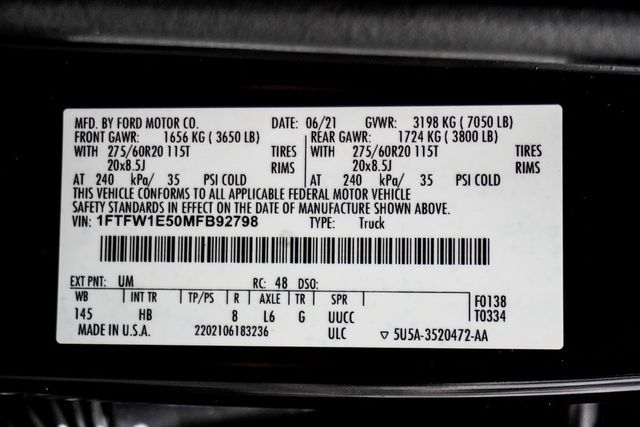 MFD. BY FORD MOTOR CO. DATE: 06/21 GVWR: 3198 KG ( 7050 LB)
FRONT GAWR: 1656 KG ( 3650 LB) REAR GAWR: 1724 KG ( 3800 LB)
WITH 275/60R20 115T TIRES WITH 275/60R20 115T TIRES
20x8.5J RIMS 20x8.5J RIMS
AT 240 kPa/ 35 PSI COLD AT 240 kPa/ 35 PSI COLD
THIS VEHICLE CONFORMS TO ALL APPLICABLE FEDERAL MOTOR VEHICLE
SAFETY STANDARDS IN EFFECT ON THE DATE OF MANUFACTURE SHOWN ABOVE.
VIN: 1FTFW1E50MFB92798 TYPE: Truck
EXT PNT: UM RC: 48 DSO:
WB INT TR TP/PS R AXLE TR SPR F0138
145 HB 8 L6 G UUCC T0334
MADE IN U.S.A. 2202106183236 ULC ▽ 5U5A-3520472-AA